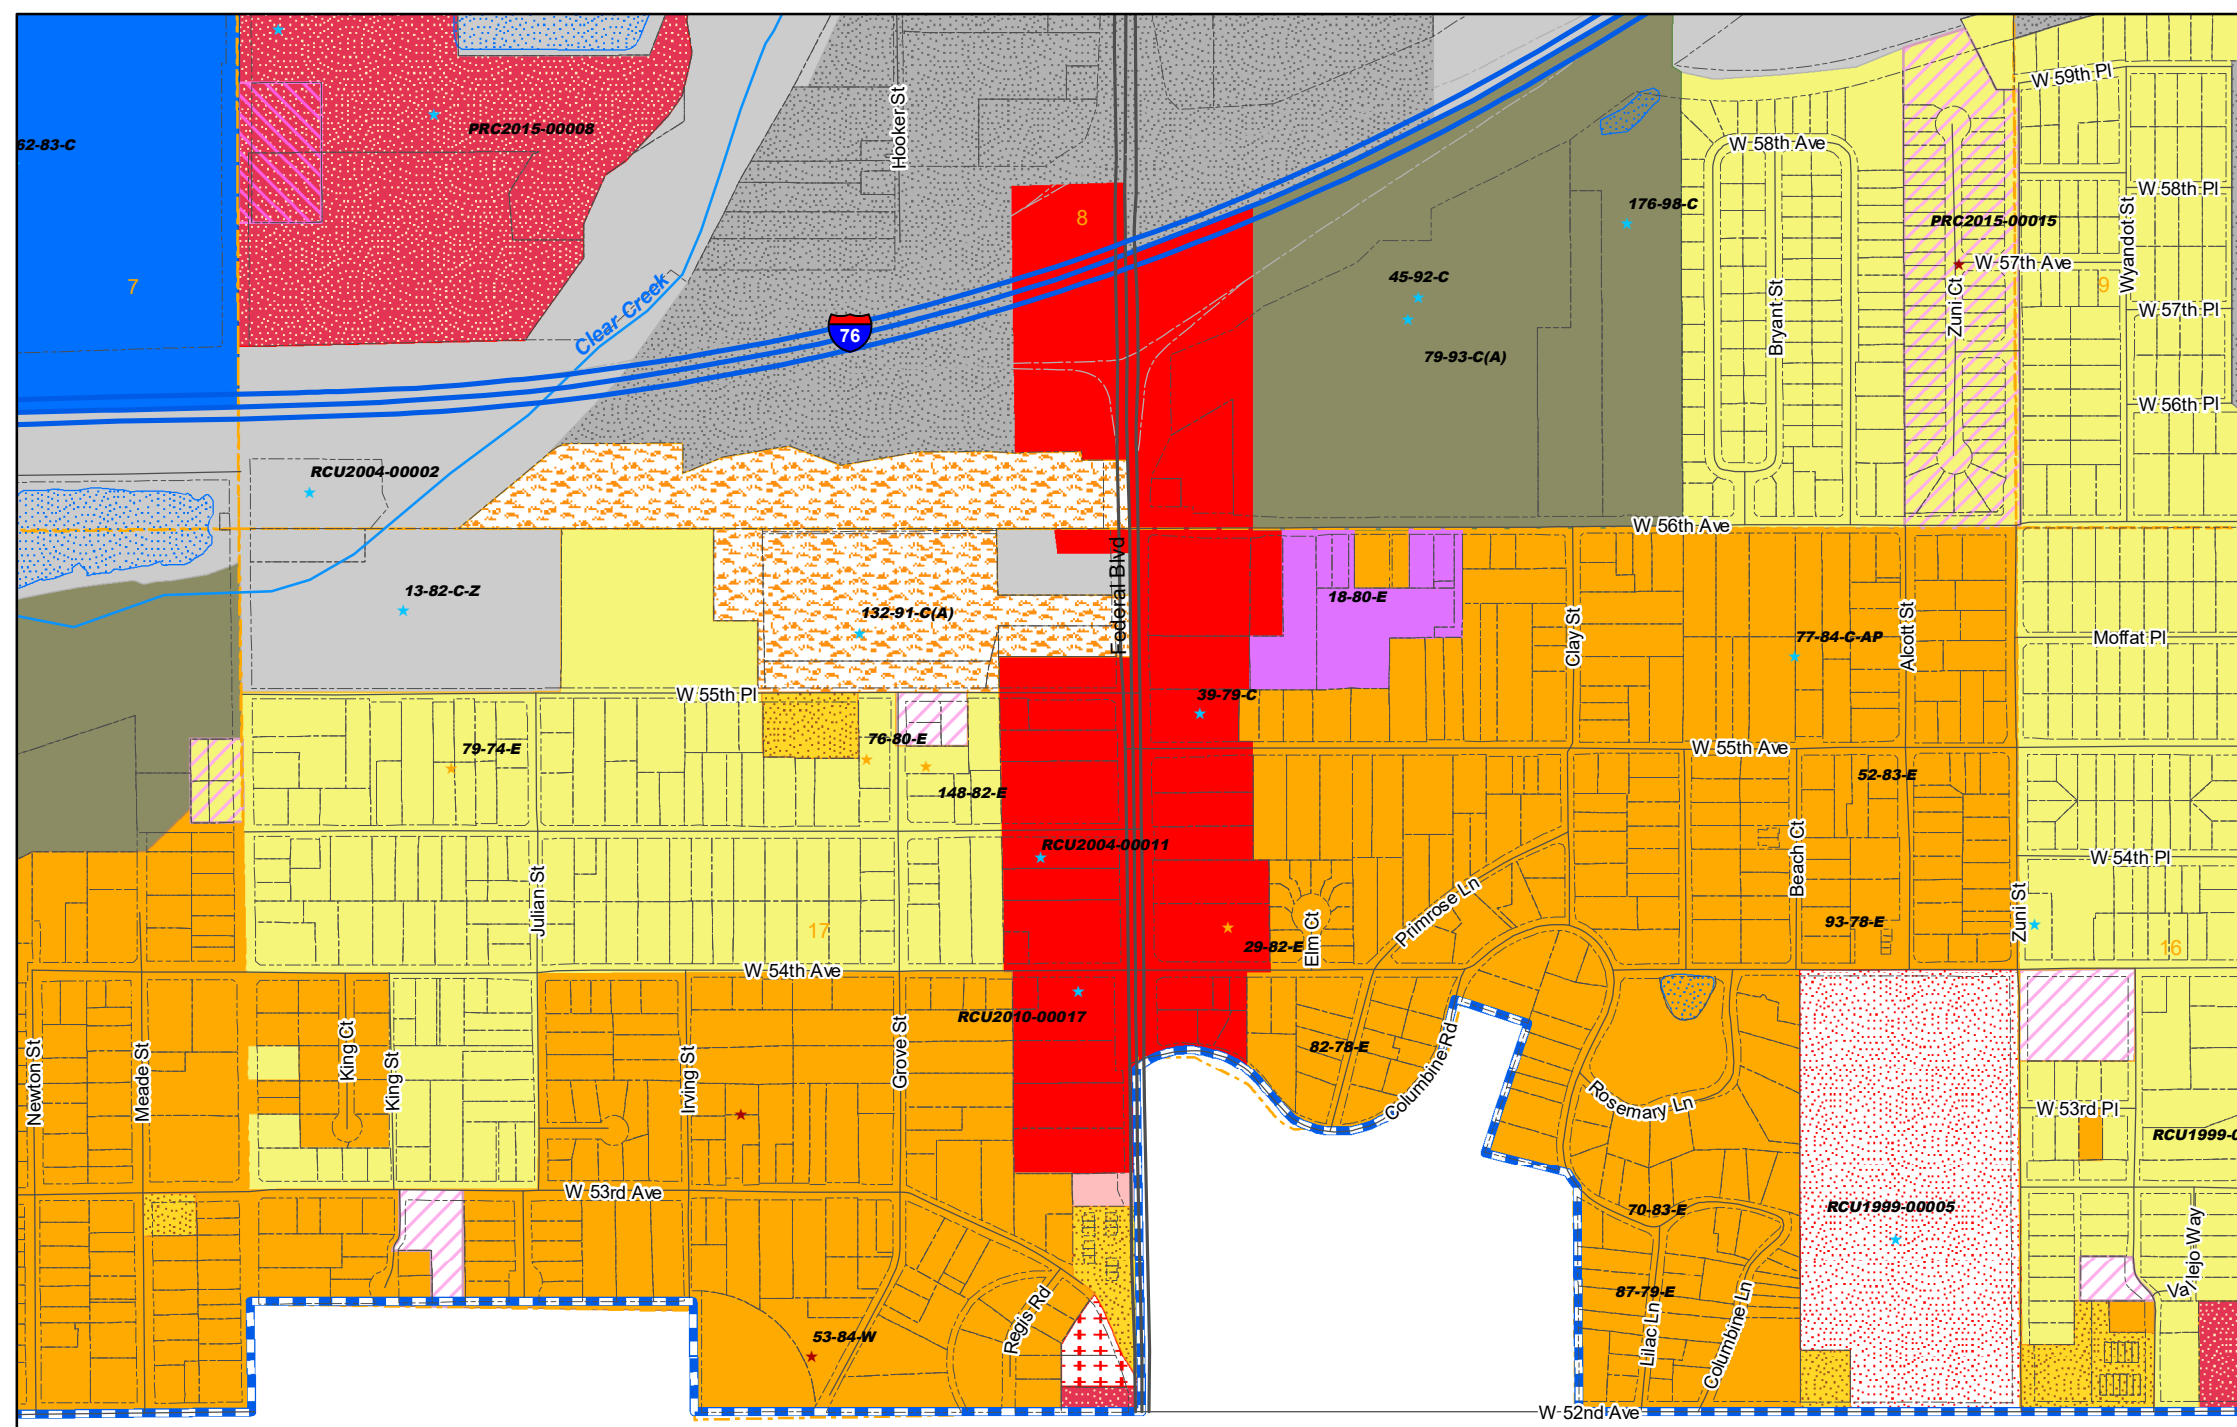 W 59th Pl
Hooker St
PRC2015-00008
62-83-C
W 58th Ave
W 58th Pl
176-98-C
8
PRC2015-00015
Wyandot St
W 57th Ave
45-92-C
7
9
Clear Creek
Zuni Ct
Bryant St
W 57th Pl
76
79-93-C(A)
W 56th Pl
RCU2004-00002
W 56th Ave
Federal Blvd
13-82-C-Z
132-91-C(A)
18-80-E
Clay St
77-84-C-AP
Alcott St
Moffat Pl
W 55th Pl
39-79-C
79-74-E
76-80-E
W 55th Ave
148-82-E
52-83-E
RCU2004-00011
Beach Ct
W 54th Pl
Julian St
17
Primrose Ln
93-78-E
Zuni St
29-82-E
Elm Ct
16
W 54th Ave
RCU2010-00017
Newton St
Meade St
King Ct
King St
Irving St
Grove St
82-78-E
Columbine Rd
Rosemary Ln
W 53rd Pl
RCU1999-0
W 53rd Ave
70-83-E
RCU1999-00005
Vallejo Way
87-79-E
Regis Rd
53-84-W
Lilac Ln
Columbine Ln
W 52nd Ave